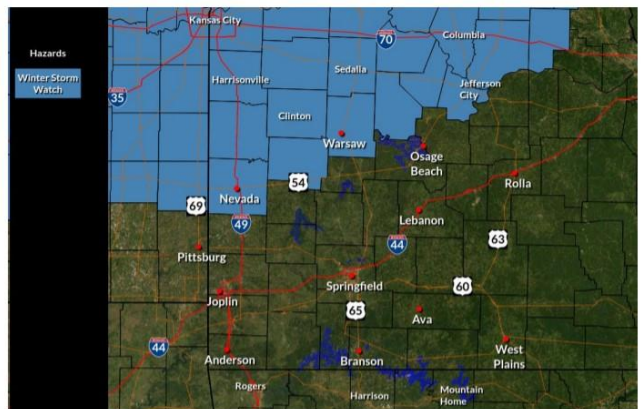 Kansas City
70
Columbia
Hazards
Sedalia
Winter Storm
Watch
Harrisonville
Jefferson
City
35
Clinton
Warsaw
Osage
Beach
54
Rolla
Nevada
69
Lebanon
49
63
44
Pittsburg
Springfield
60
Joplin
65
Ava
44
West
Plains
Anderson
Branson
Rogers
Harrison
Mountain
Home